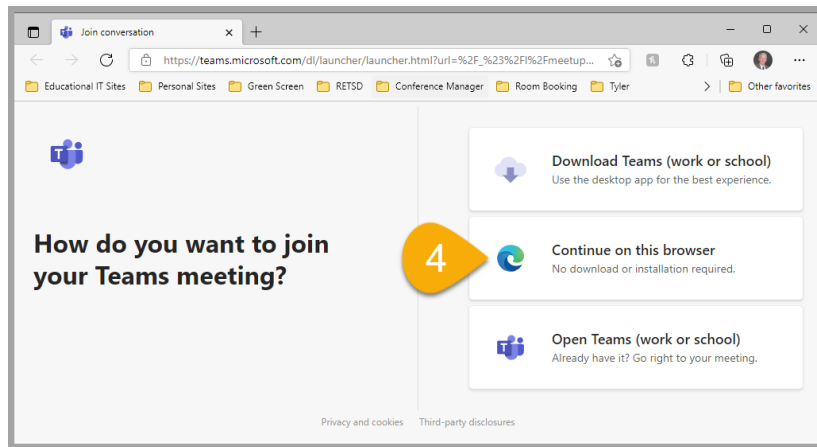 Join conversation
https://teams.microsoft.com/dl/launcher/launcher.html?url=%2F_%23%2Fl%2Fmeetup...
Educational IT Sites
Personal Sites
Green Screen
RETSD
Conference Manager
Room Booking
Tyler
Other favorites
Download Teams (work or school)
Use the desktop app for the best experience.
How do you want to join
your Teams meeting?
4
Continue on this browser
No download or installation required.
Open Teams (work or school)
Already have it? Go right to your meeting.
Privacy and cookies
Third-party disclosures